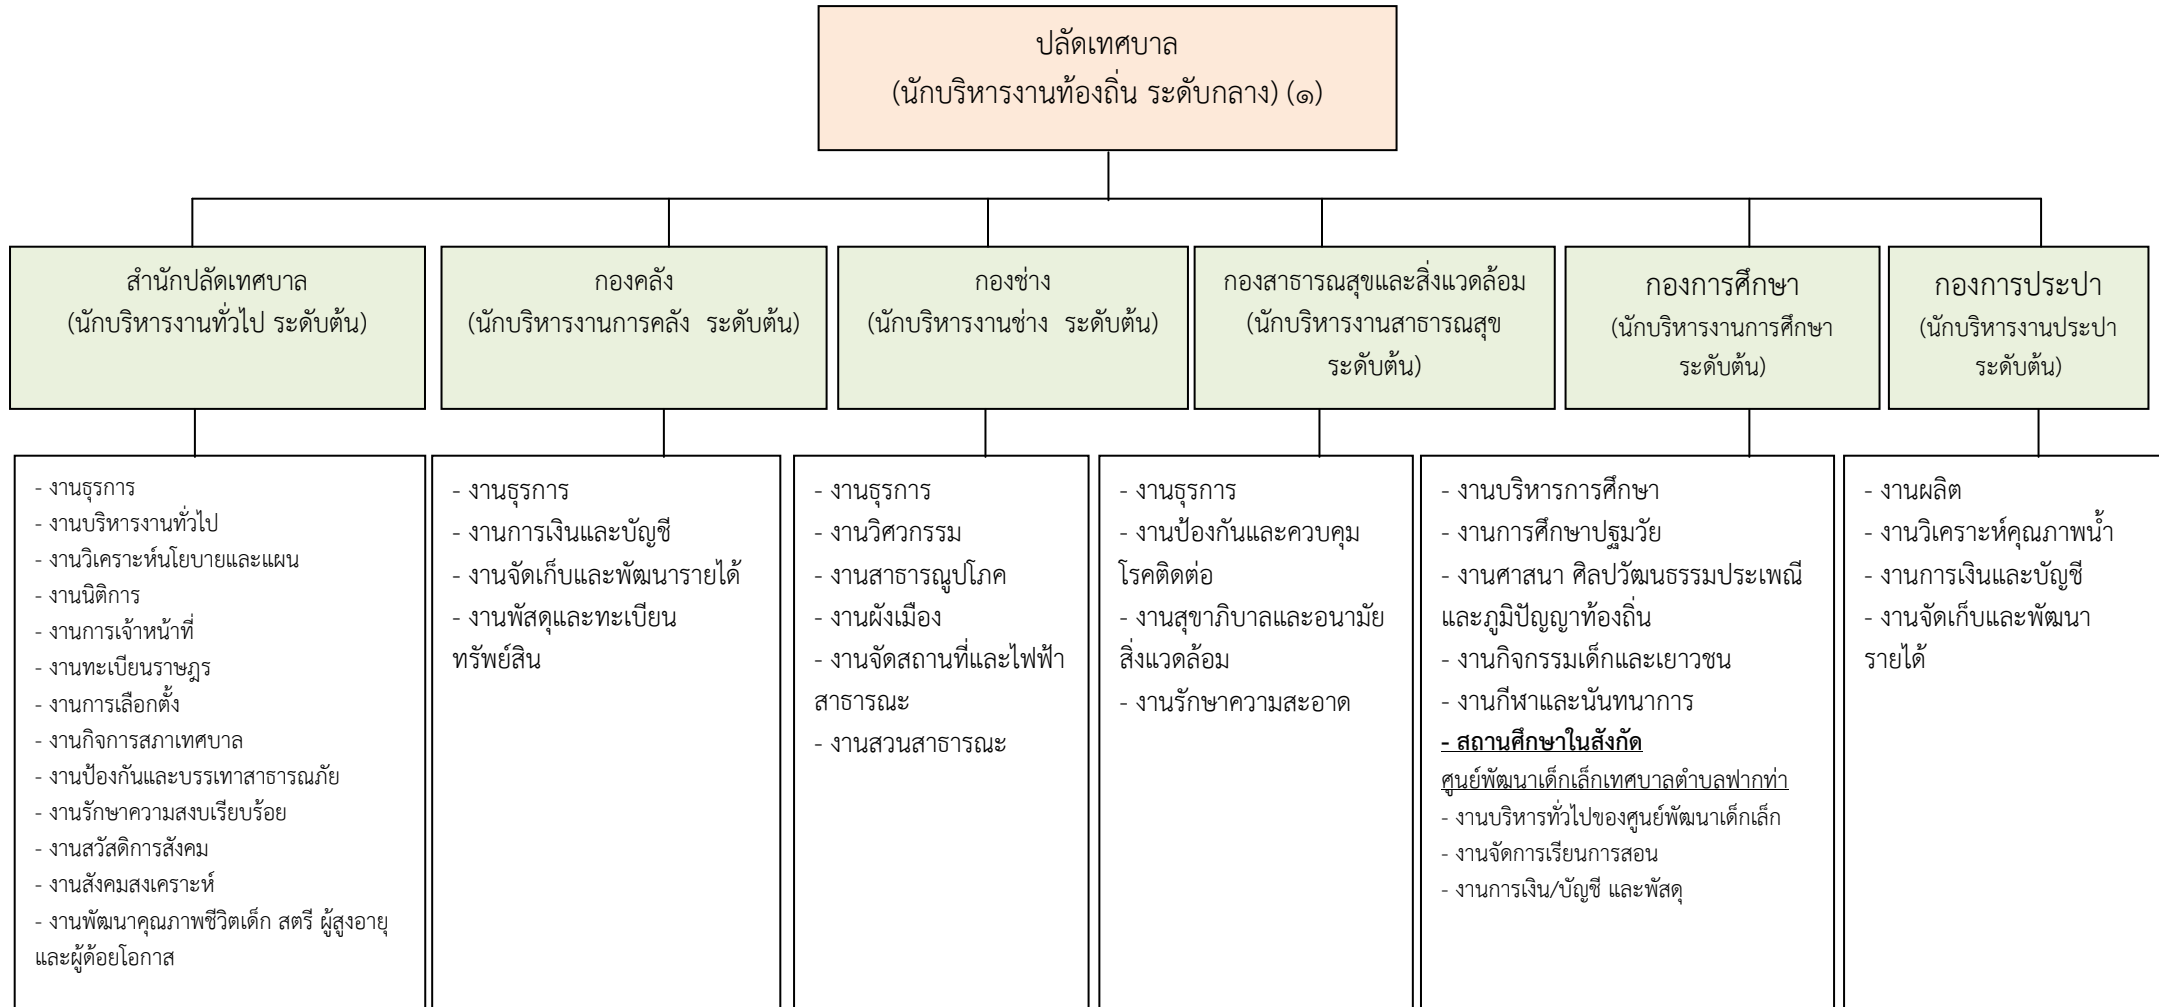 ปลัดเทศบาล
(นักบริหารงานท้องถิ่น ระดับกลาง) (๑)
สำนักปลัดเทศบาล
(นักบริหารงานทั่วไป ระดับต้น)
กองคลัง
(นักบริหารงานการคลัง ระดับต้น)
กองช่าง
(นักบริหารงานช่าง ระดับต้น)
กองสาธารณสุขและสิ่งแวดล้อม
(นักบริหารงานสาธารณสุข
ระดับต้น)
กองการศึกษา
(นักบริหารงานการศึกษา
ระดับต้น)
กองการประปา
(นักบริหารงานประปา
ระดับต้น)
- งานธุรการ
- งานบริหารงานทั่วไป
- งานวิเคราะห์นโยบายและแผน
- งานนิติการ
- งานการเจ้าหน้าที่
- งานทะเบียนราษฎร
- งานการเลือกตั้ง
- งานกิจการสภาเทศบาล
- งานป้องกันและบรรเทาสาธารณภัย
- งานรักษาความสงบเรียบร้อย
- งานสวัสดิการสังคม
- งานสังคมสงเคราะห์
- งานพัฒนาคุณภาพชีวิตเด็ก สตรี ผู้สูงอายุ
และผู้ด้อยโอกาส
- งานธุรการ
- งานการเงินและบัญชี
- งานจัดเก็บและพัฒนารายได้
- งานพัสดุและทะเบียน
ทรัพย์สิน
- งานธุรการ
- งานวิศวกรรม
- งานสาธารณูปโภค
- งานผังเมือง
- งานจัดสถานที่และไฟฟ้า
สาธารณะ
- งานสวนสาธารณะ
- งานธุรการ
- งานป้องกันและควบคุม
โรคติดต่อ
- งานสุขาภิบาลและอนามัย
สิ่งแวดล้อม
- งานรักษาความสะอาด
- งานบริหารการศึกษา
- งานการศึกษาปฐมวัย
- งานศาสนา ศิลปวัฒนธรรมประเพณี
และภูมิปัญญาท้องถิ่น
- งานกิจกรรมเด็กและเยาวชน
- งานกีฬาและนันทนาการ
- สถานศึกษาในสังกัด
ศูนย์พัฒนาเด็กเล็กเทศบาลตำบลฟากท่า
- งานบริหารทั่วไปของศูนย์พัฒนาเด็กเล็ก
- งานจัดการเรียนการสอน
- งานการเงิน/บัญชี และพัสดุ
- งานผลิต
- งานวิเคราะห์คุณภาพน้ำ
- งานการเงินและบัญชี
- งานจัดเก็บและพัฒนา
รายได้